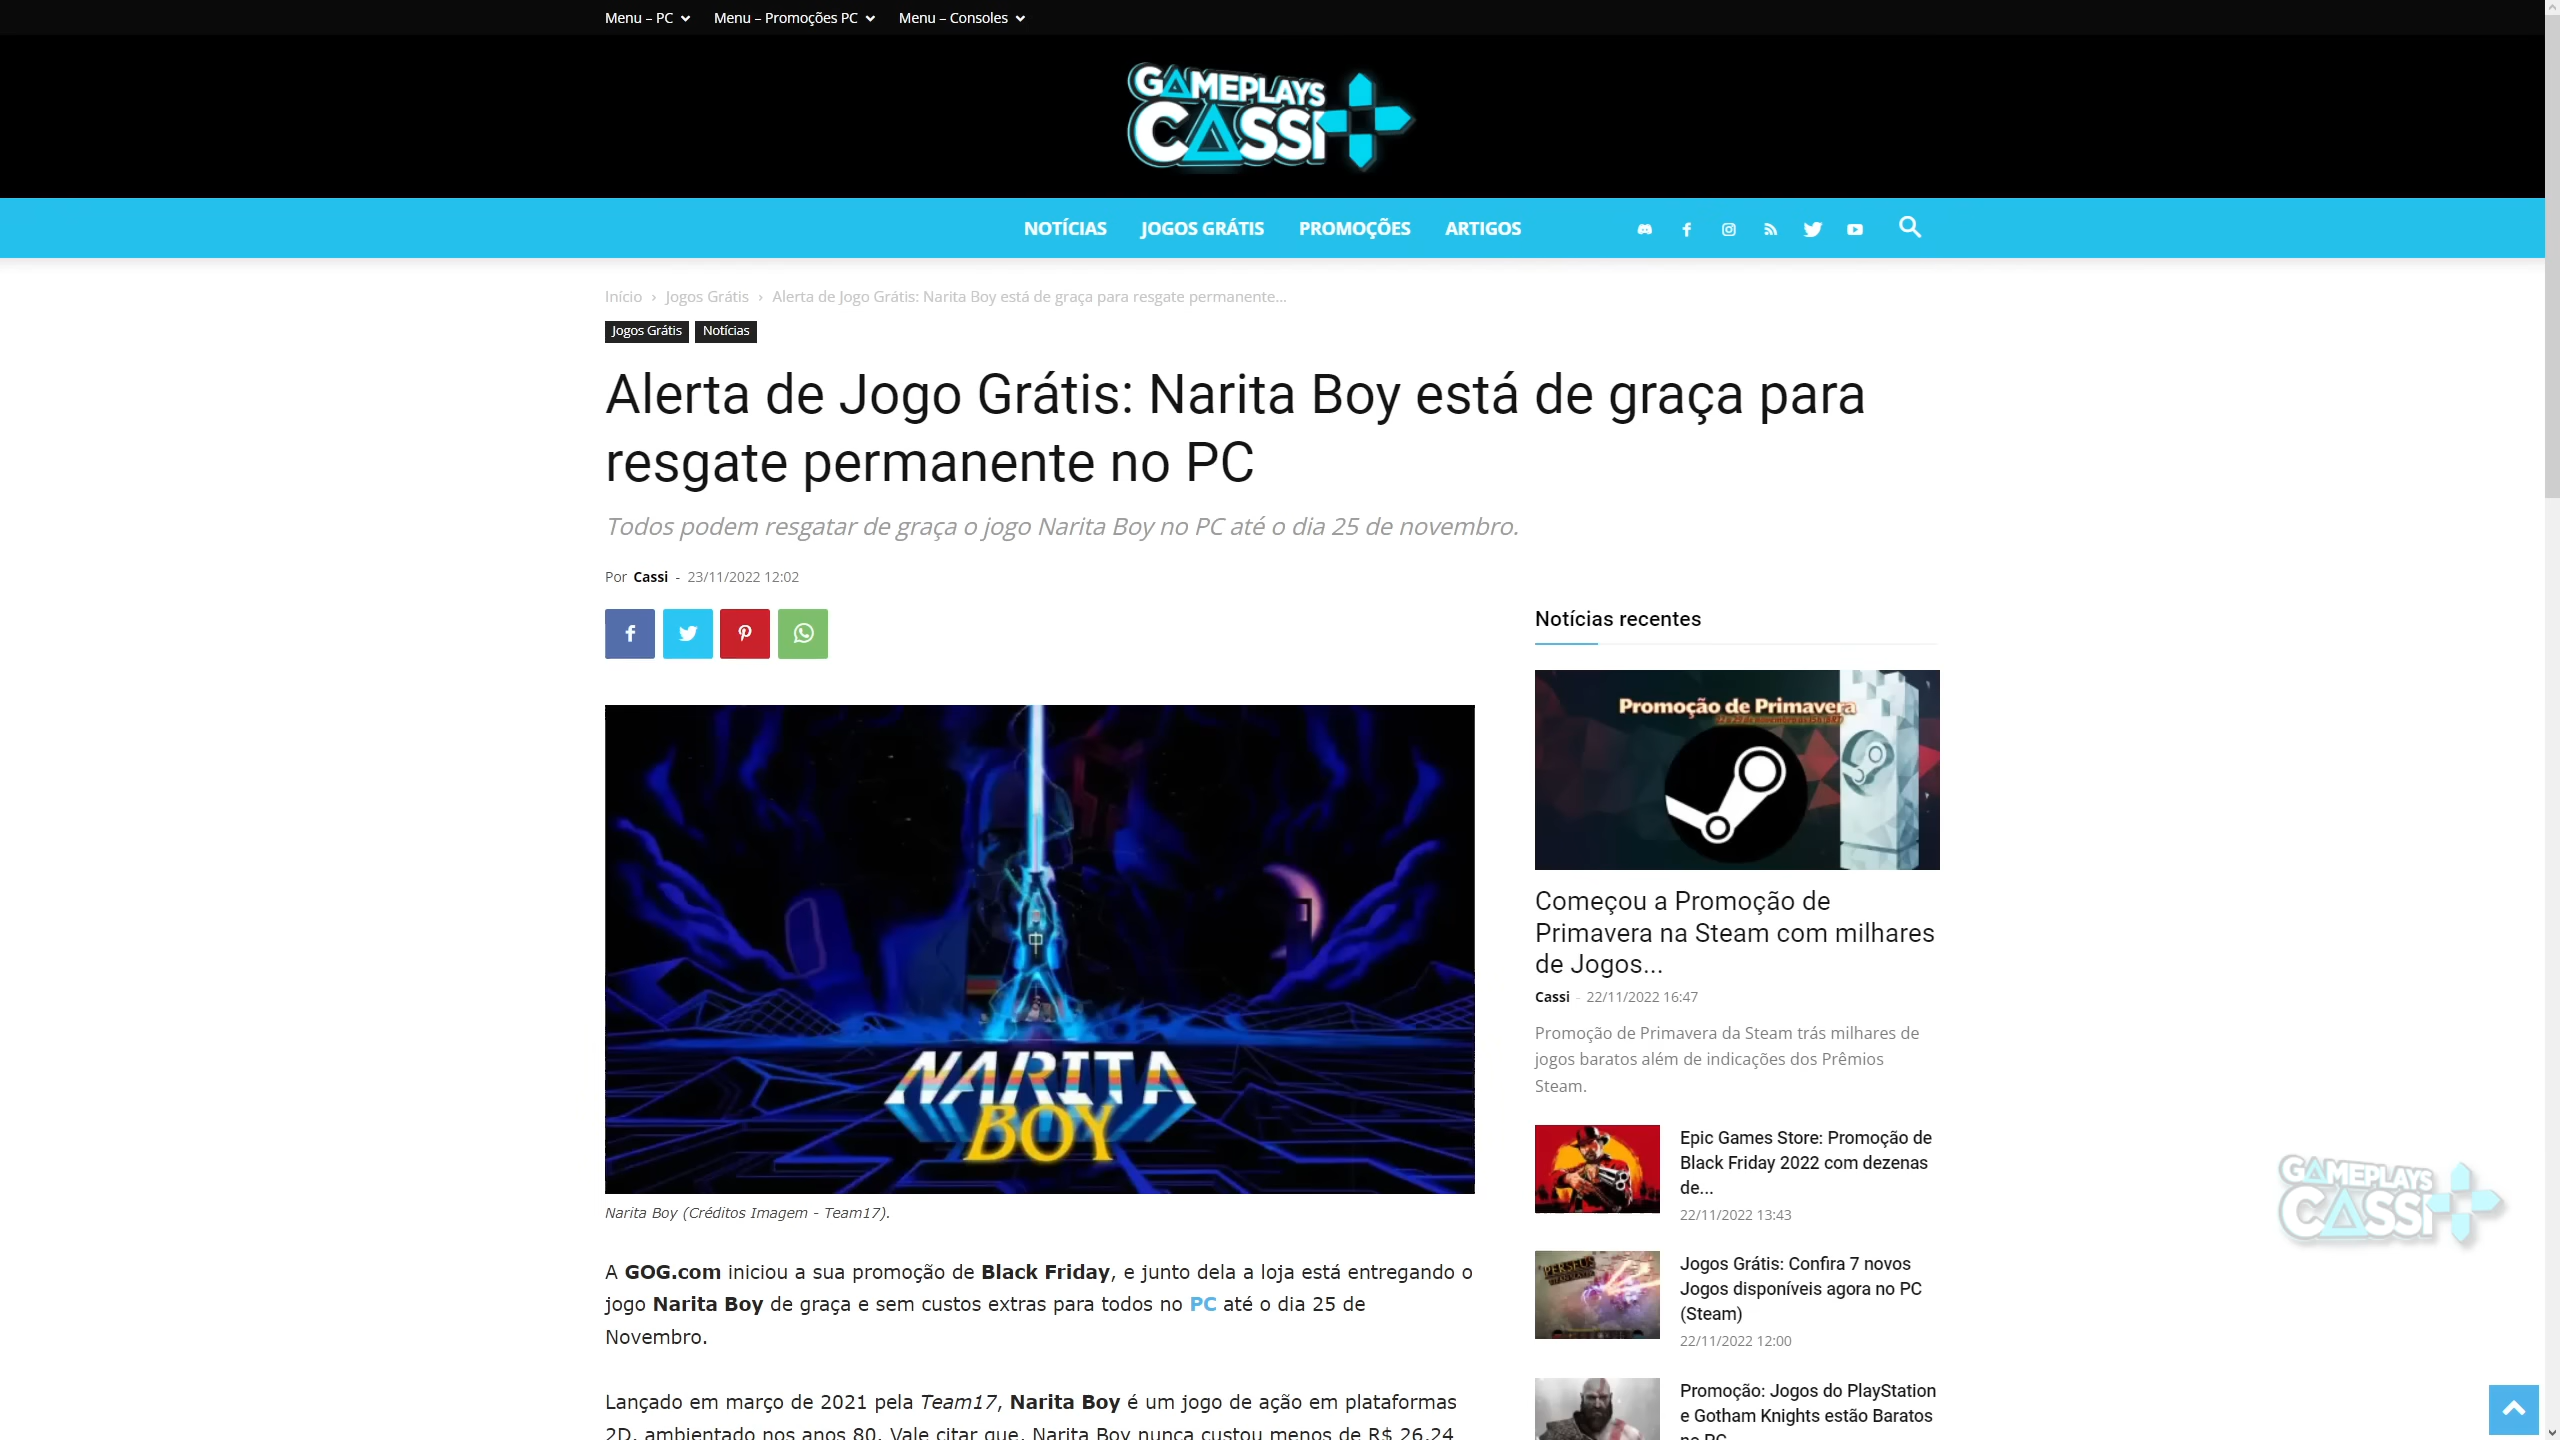 Menu – PC
Menu – Promoções PC
Menu – Consoles
GAMEPLAYS
CASSI
NOTÍCIAS
JOGOS GRÁTIS
PROMOÇÕES
ARTIGOS
Início › Jogos Grátis › Alerta de Jogo Grátis: Narita Boy está de graça para resgate permanente...
Jogos Grátis
Notícias
Alerta de Jogo Grátis: Narita Boy está de graça para
resgate permanente no PC
Todos podem resgatar de graça o jogo Narita Boy no PC até o dia 25 de novembro.
Por Cassi - 23/11/2022 12:02
NARITA
BOY
Narita Boy (Créditos Imagem - Team17).
A GOG.com iniciou a sua promoção de Black Friday, e junto dela a loja está entregando o
jogo Narita Boy de graça e sem custos extras para todos no PC até o dia 25 de
Novembro.
Lançado em março de 2021 pela Team17, Narita Boy é um jogo de ação em plataformas
2D, ambientado nos anos 80. Vale citar que, Narita Boy nunca custou menos de R$ 26,24
Notícias recentes
Promoção de Primavera
Começou a Promoção de
Primavera na Steam com milhares
de Jogos...
Cassi - 22/11/2022 16:47
Promoção de Primavera da Steam trás milhares de
jogos baratos além de indicações dos Prêmios
Steam.
Epic Games Store: Promoção de
Black Friday 2022 com dezenas
de...
22/11/2022 13:43
PERSEUS
Jogos Grátis: Confira 7 novos
Jogos disponíveis agora no PC
(Steam)
22/11/2022 12:00
Promoção: Jogos do PlayStation
e Gotham Knights estão Baratos
no PC
GAMEPLAYS
CASSI